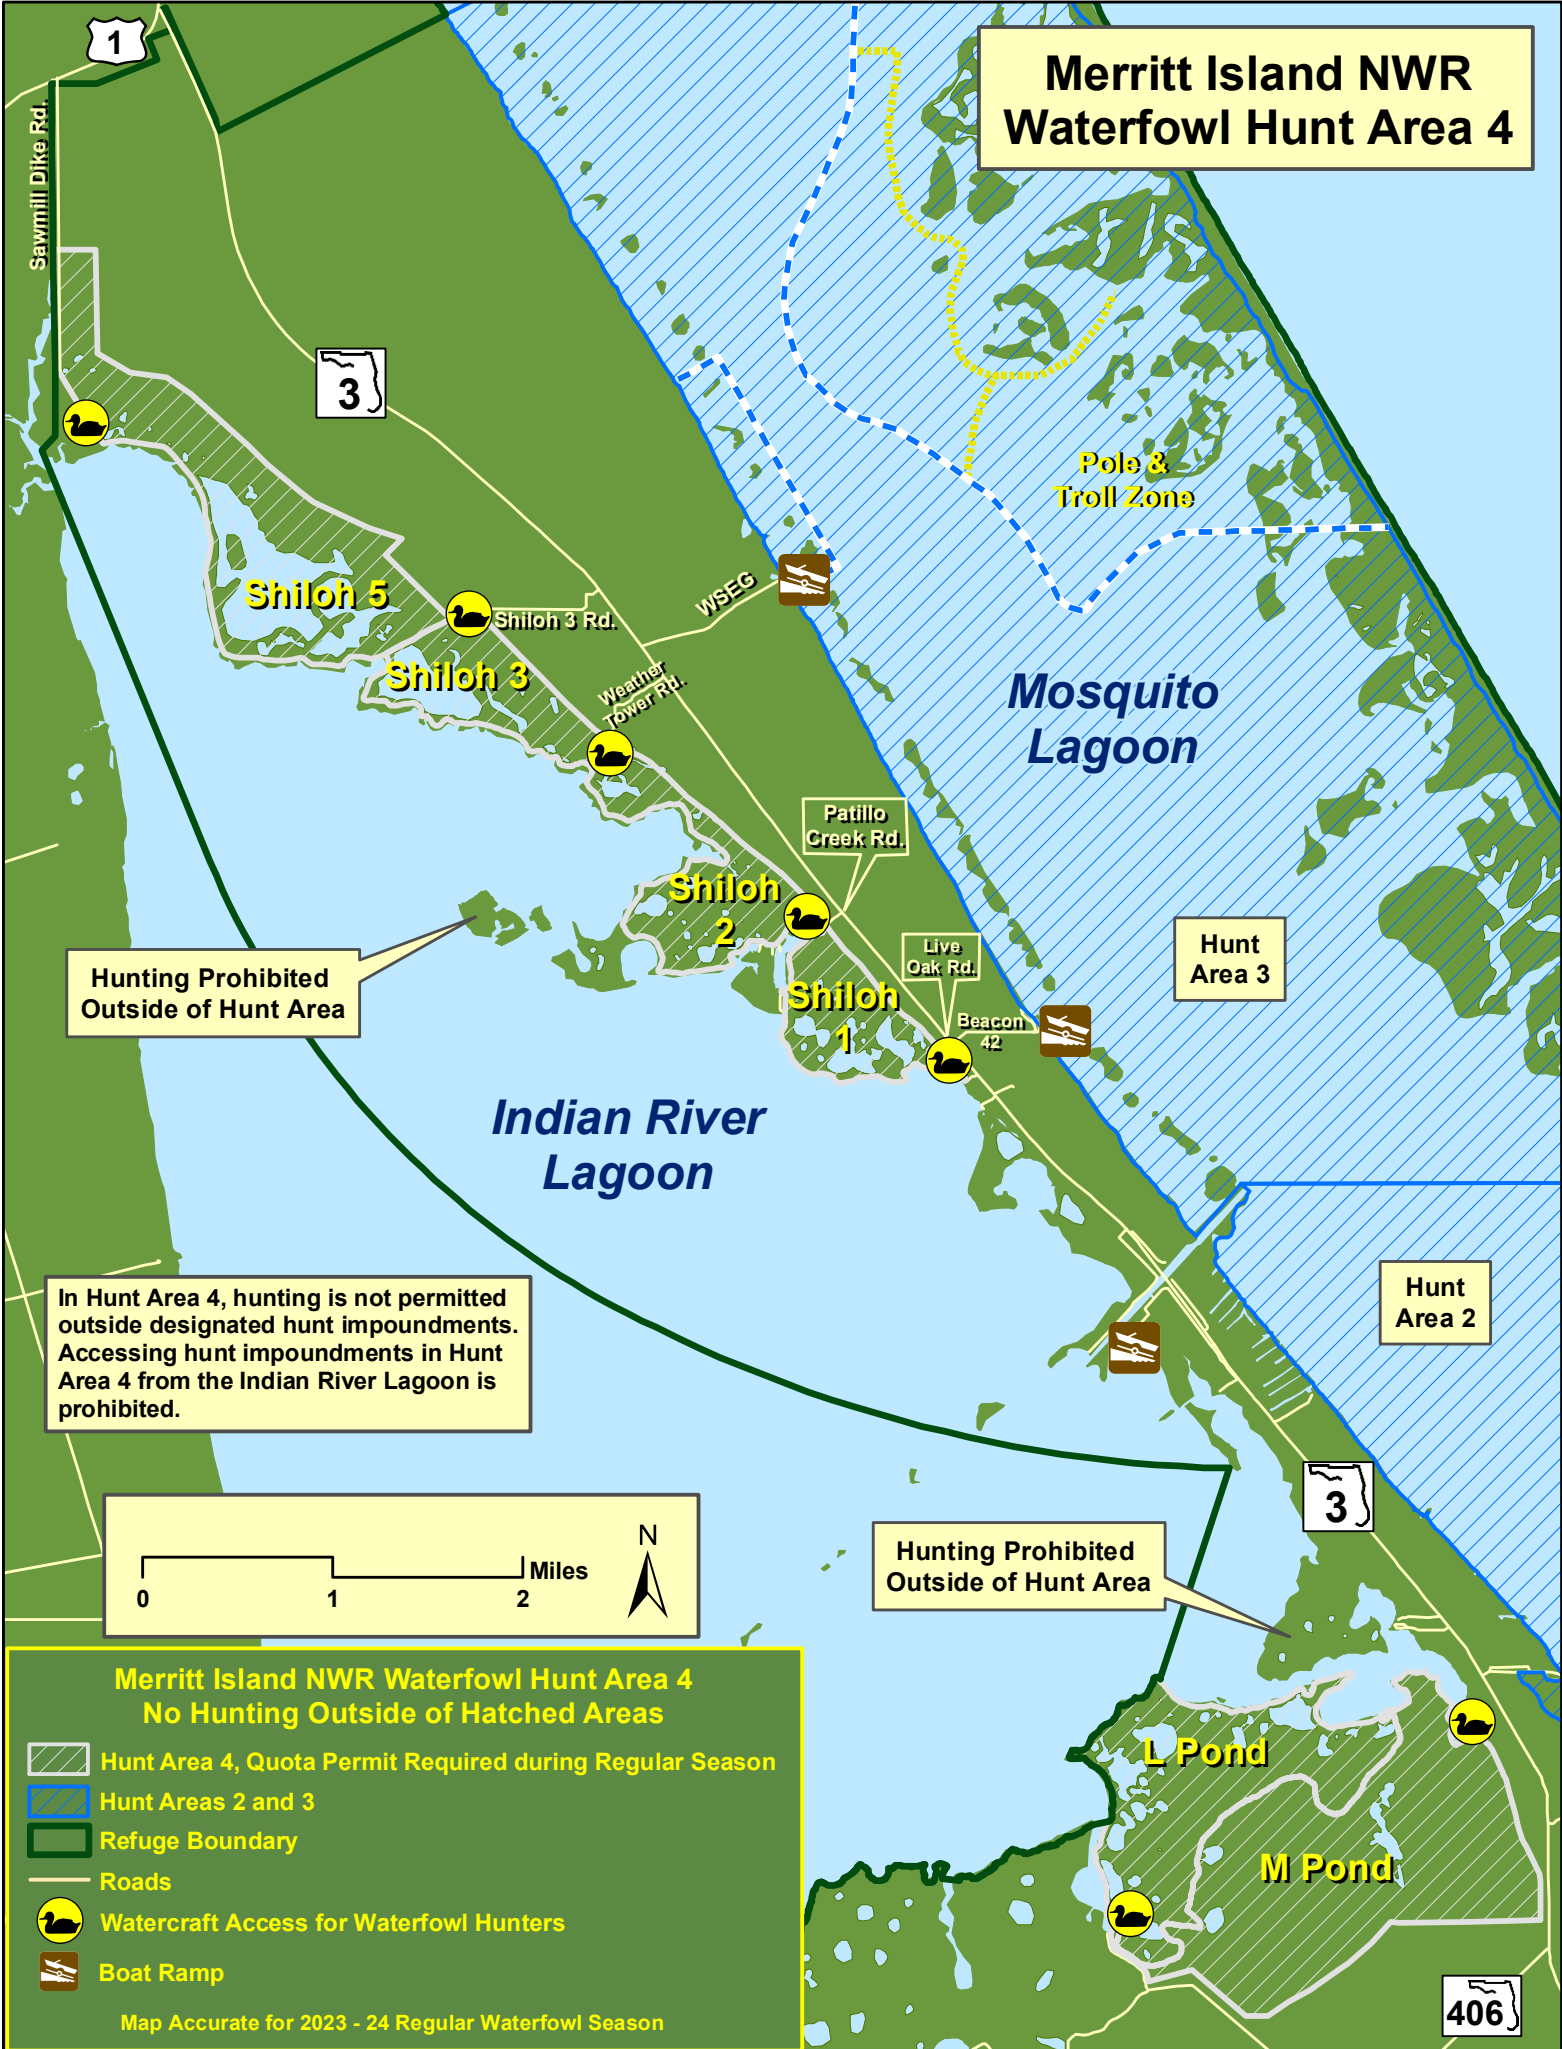 Merritt Island NWR
Waterfowl Hunt Area 4
1
Sawmill Dike Rd.
3
Pole &
Troll Zone
Shiloh 5
Shiloh 3 Rd.
WSEG
Shiloh 3
Weather
Tower Rd.
Mosquito
Lagoon
Patillo
Creek Rd.
Shiloh
2
Live
Oak Rd.
Hunt
Area 3
Hunting Prohibited
Outside of Hunt Area
Shiloh
1
Beacon
42
Indian River
Lagoon
Hunt
Area 2
In Hunt Area 4, hunting is not permitted
outside designated hunt impoundments.
Accessing hunt impoundments in Hunt
Area 4 from the Indian River Lagoon is
prohibited.
3
N
Miles
0 1 2
Hunting Prohibited
Outside of Hunt Area
L Pond
M Pond
406
Merritt Island NWR Waterfowl Hunt Area 4
No Hunting Outside of Hatched Areas
Hunt Area 4, Quota Permit Required during Regular Season
Hunt Areas 2 and 3
Refuge Boundary
Roads
Watercraft Access for Waterfowl Hunters
Boat Ramp
Map Accurate for 2023 - 24 Regular Waterfowl Season